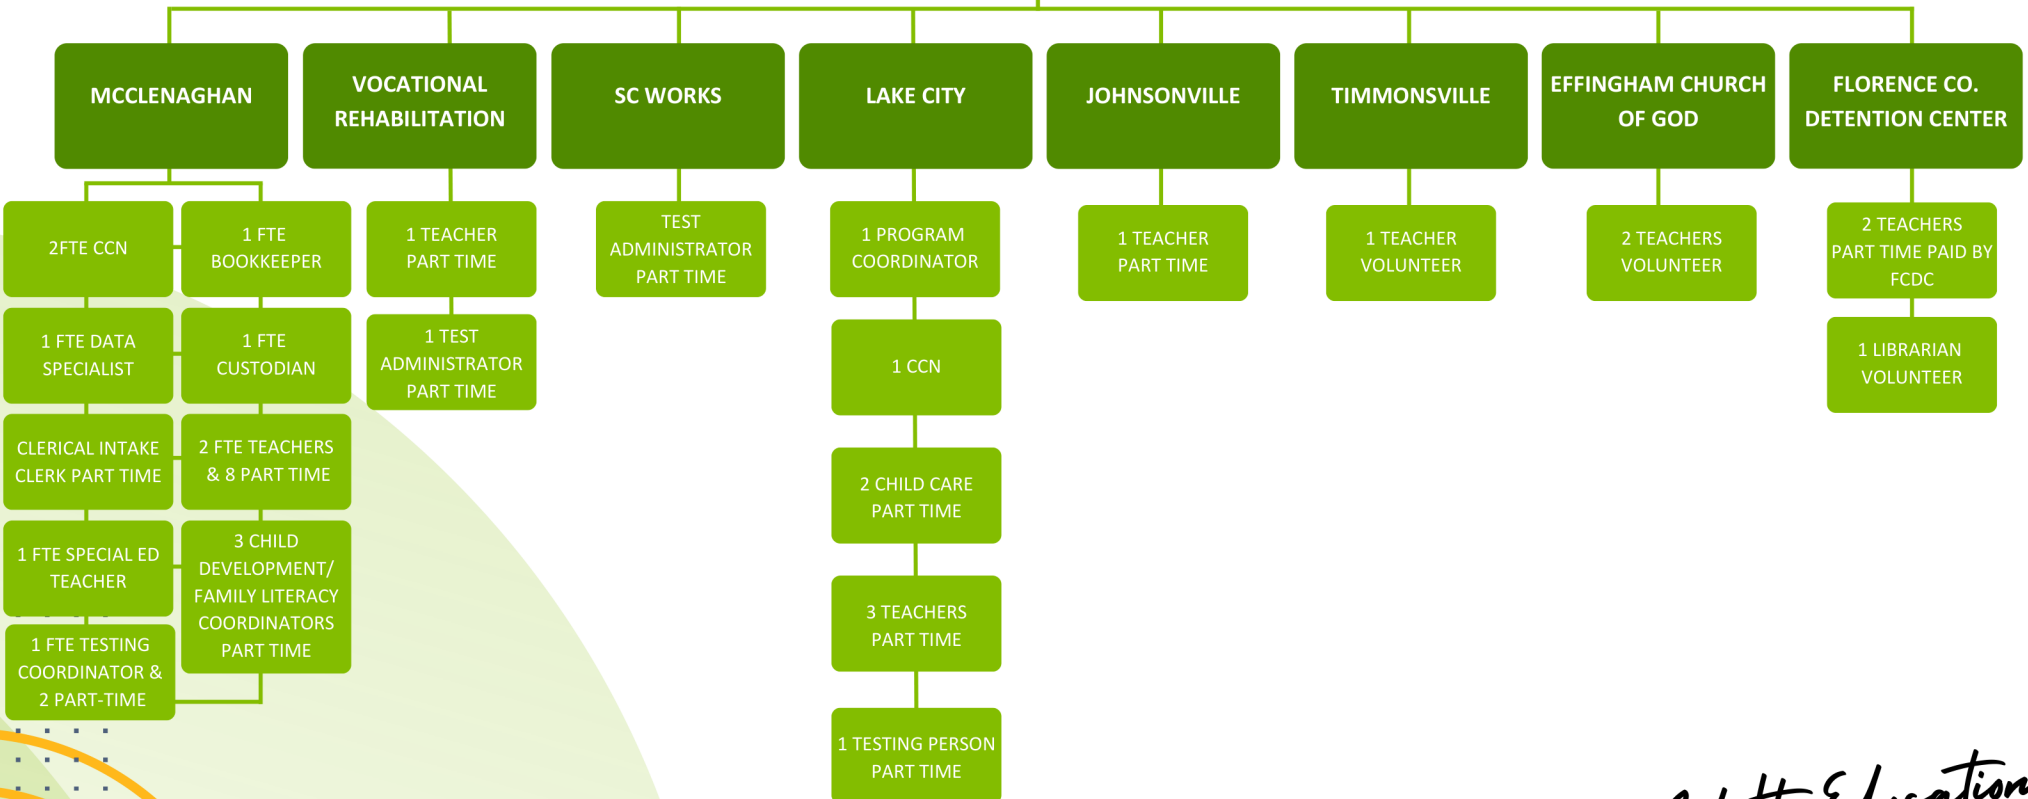 MCCLENAGHAN
VOCATIONAL
REHABILITATION
SC WORKS
LAKE CITY
JOHNSONVILLE
TIMMONSVILLE
EFFINGHAM CHURCH
OF GOD
FLORENCE CO.
DETENTION CENTER
2FTE CCN
1 FTE
BOOKKEEPER
1 FTE DATA
SPECIALIST
1 FTE
CUSTODIAN
CLERICAL INTAKE
CLERK PART TIME
2 FTE TEACHERS
& 8 PART TIME
1 FTE SPECIAL ED
TEACHER
3 CHILD
DEVELOPMENT/
FAMILY LITERACY
COORDINATORS
PART TIME
1 FTE TESTING
COORDINATOR &
2 PART-TIME
1 TEACHER
PART TIME
1 TEST
ADMINISTRATOR
PART TIME
TEST
ADMINISTRATOR
PART TIME
1 PROGRAM
COORDINATOR
1 CCN
2 CHILD CARE
PART TIME
3 TEACHERS
PART TIME
1 TESTING PERSON
PART TIME
1 TEACHER
PART TIME
1 TEACHER
VOLUNTEER
2 TEACHERS
VOLUNTEER
2 TEACHERS
PART TIME PAID BY
FCDC
1 LIBRARIAN
VOLUNTEER
Education